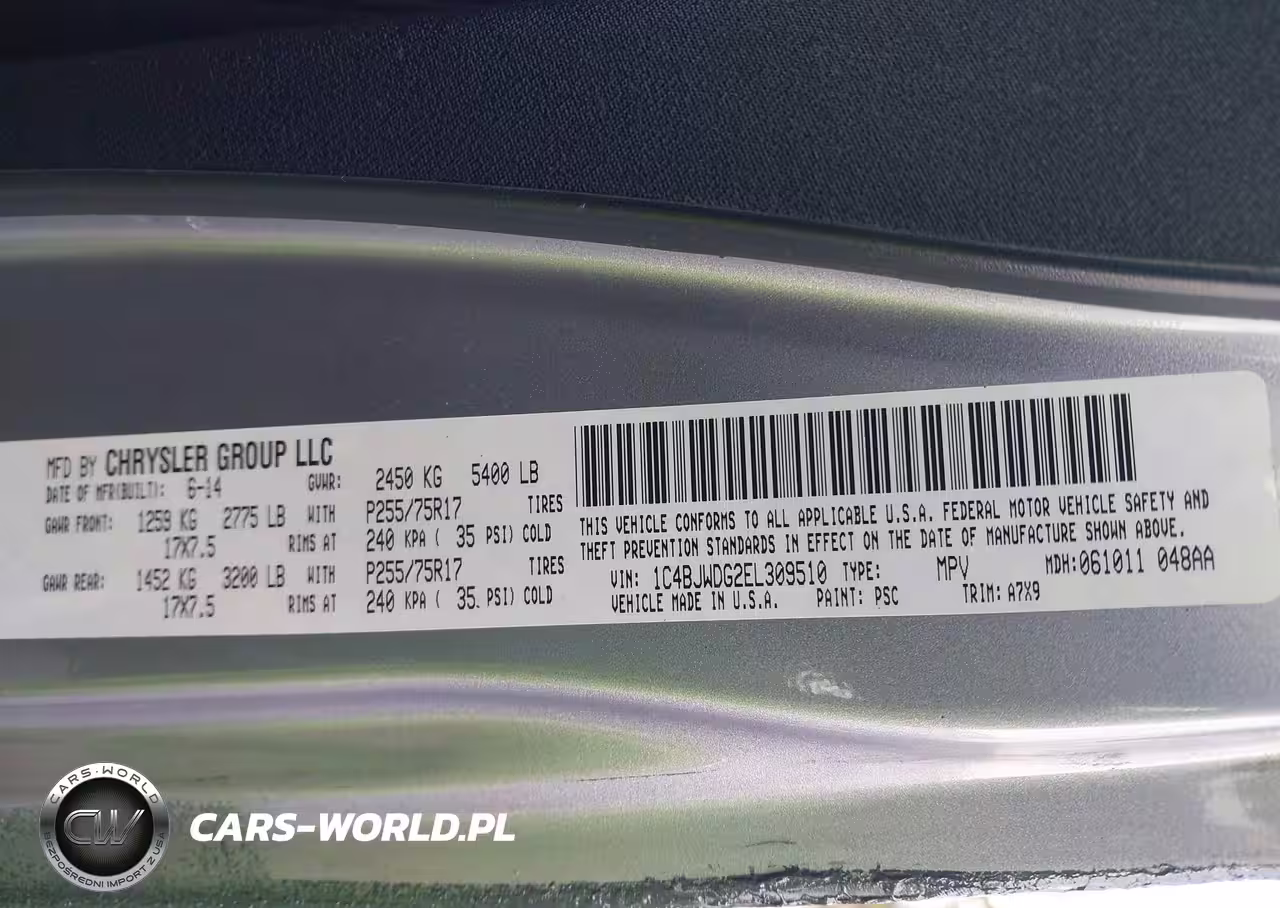 MFD BY CHRYSLER GROUP LLC
DATE OF MFR(BUILT): 6-14 GVWR: 2450 KG 5400 LB
GAWR FRONT: 1259 KG 2775 LB WITH P255/75R17 TIRES
17X7.5 RIMS AT 240 KPA ( 35 PSI) COLD
GAWR REAR: 1452 KG 3200 LB WITH P255/75R17 TIRES
17X7.5 RIMS AT 240 KPA ( 35 PSI) COLD
THIS VEHICLE CONFORMS TO ALL APPLICABLE U.S.A. FEDERAL MOTOR VEHICLE SAFETY AND
THEFT PREVENTION STANDARDS IN EFFECT ON THE DATE OF MANUFACTURE SHOWN ABOVE.
VIN: 1C4BJWDG2EL309510 TYPE: MPV MDH:061011 048AA
VEHICLE MADE IN U.S.A. PAINT: PSC TRIM: A7X9
CARS-WORLD
CW
BEZPOŚREDNI IMPORT Z USA
CARS-WORLD.PL